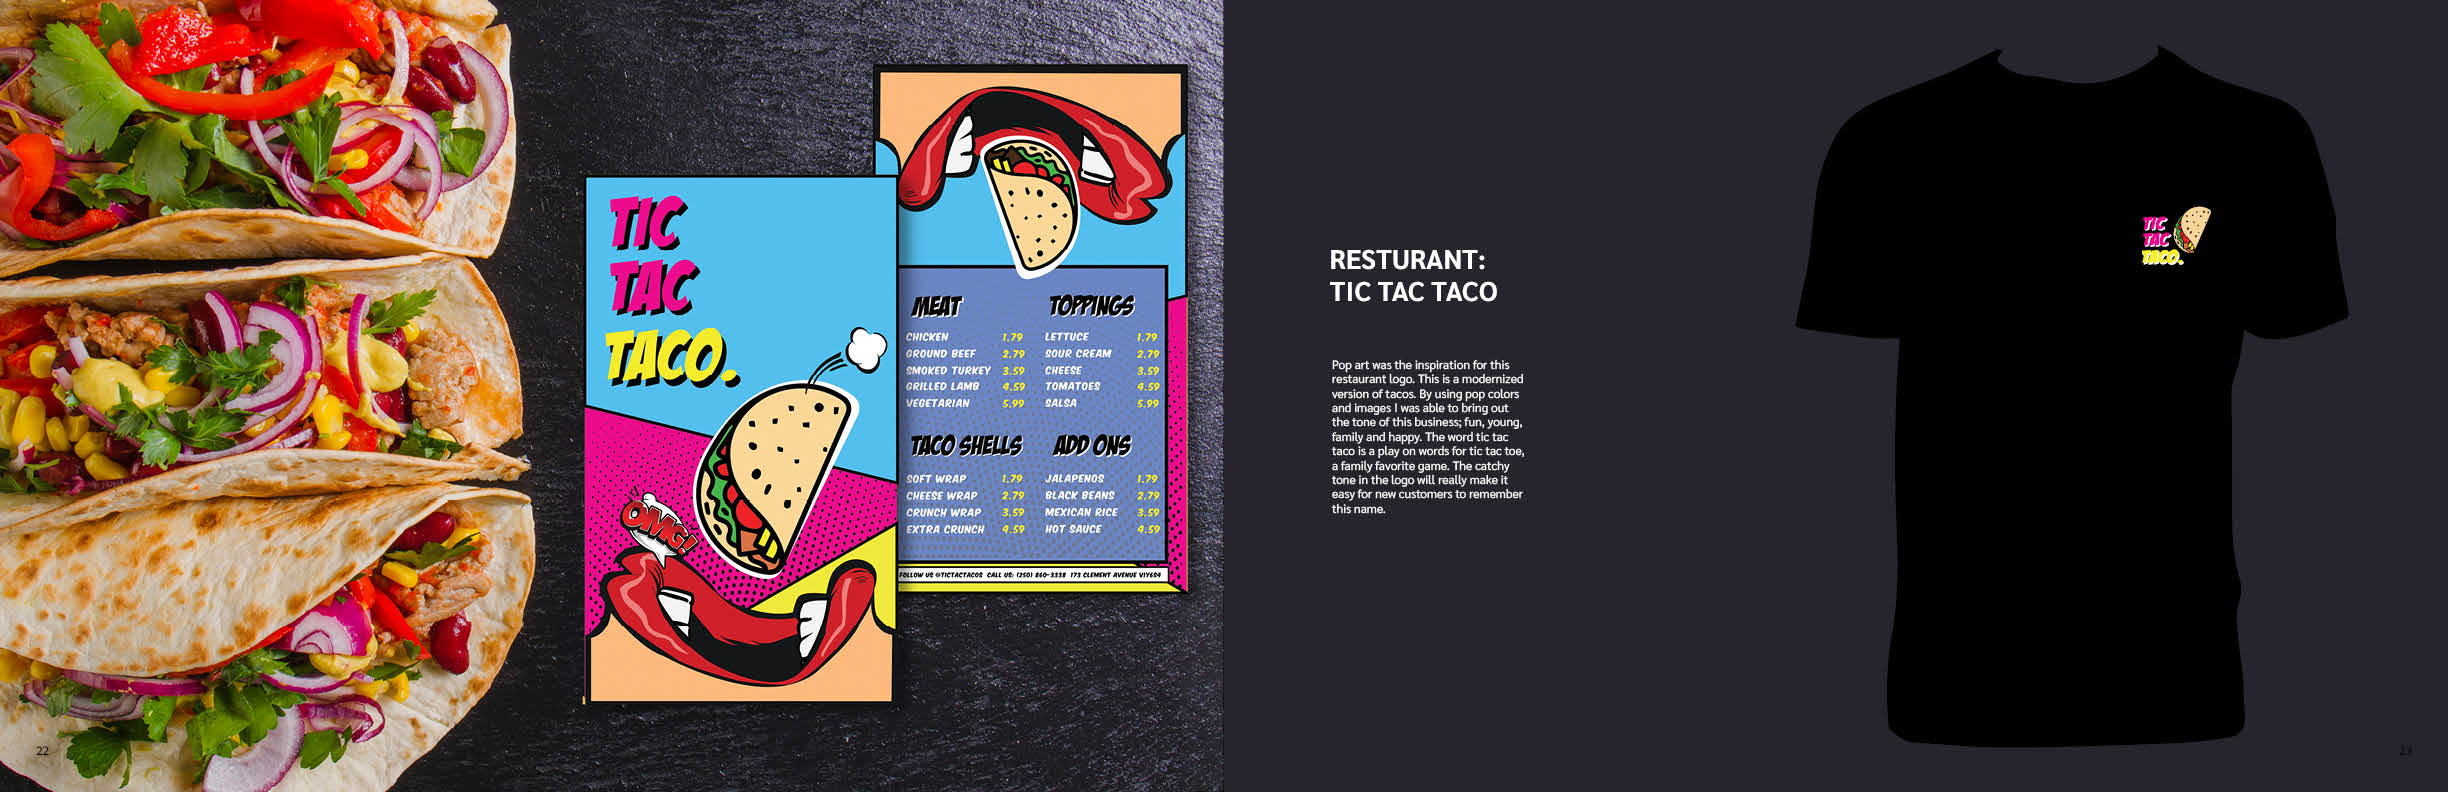 TIC
TAC
TACO.
OMG!
MEAT
CHICKEN 1.79
GROUND BEEF 2.79
SMOKED TURKEY 3.59
GRILLED LAMB 4.59
VEGETARIAN 5.99
TOPPINGS
LETTUCE 1.79
SOUR CREAM 2.79
CHEESE 3.59
TOMATOES 4.59
SALSA 5.99
TACO SHELLS
SOFT WRAP 1.79
CHEESE WRAP 2.79
CRUNCH WRAP 3.59
EXTRA CRUNCH 4.59
ADD ONS
JALAPENOS 1.79
BLACK BEANS 2.79
MEXICAN RICE 3.59
HOT SAUCE 4.59
FOLLOW US @TICTACTACOS CALL US: (250) 860-3338 173 CLEMENT AVENUE V1Y6S4
22
RESTURANT:
TIC TAC TACO
Pop art was the inspiration for this
restaurant logo. This is a modernized
version of tacos. By using pop colors
and images I was able to bring out
the tone of this business; fun, young,
family and happy. The word tic tac
taco is a play on words for tic tac toe,
a family favorite game. The catchy
tone in the logo will really make it
easy for new customers to remember
this name.
TIC
TAC
TACO.
23